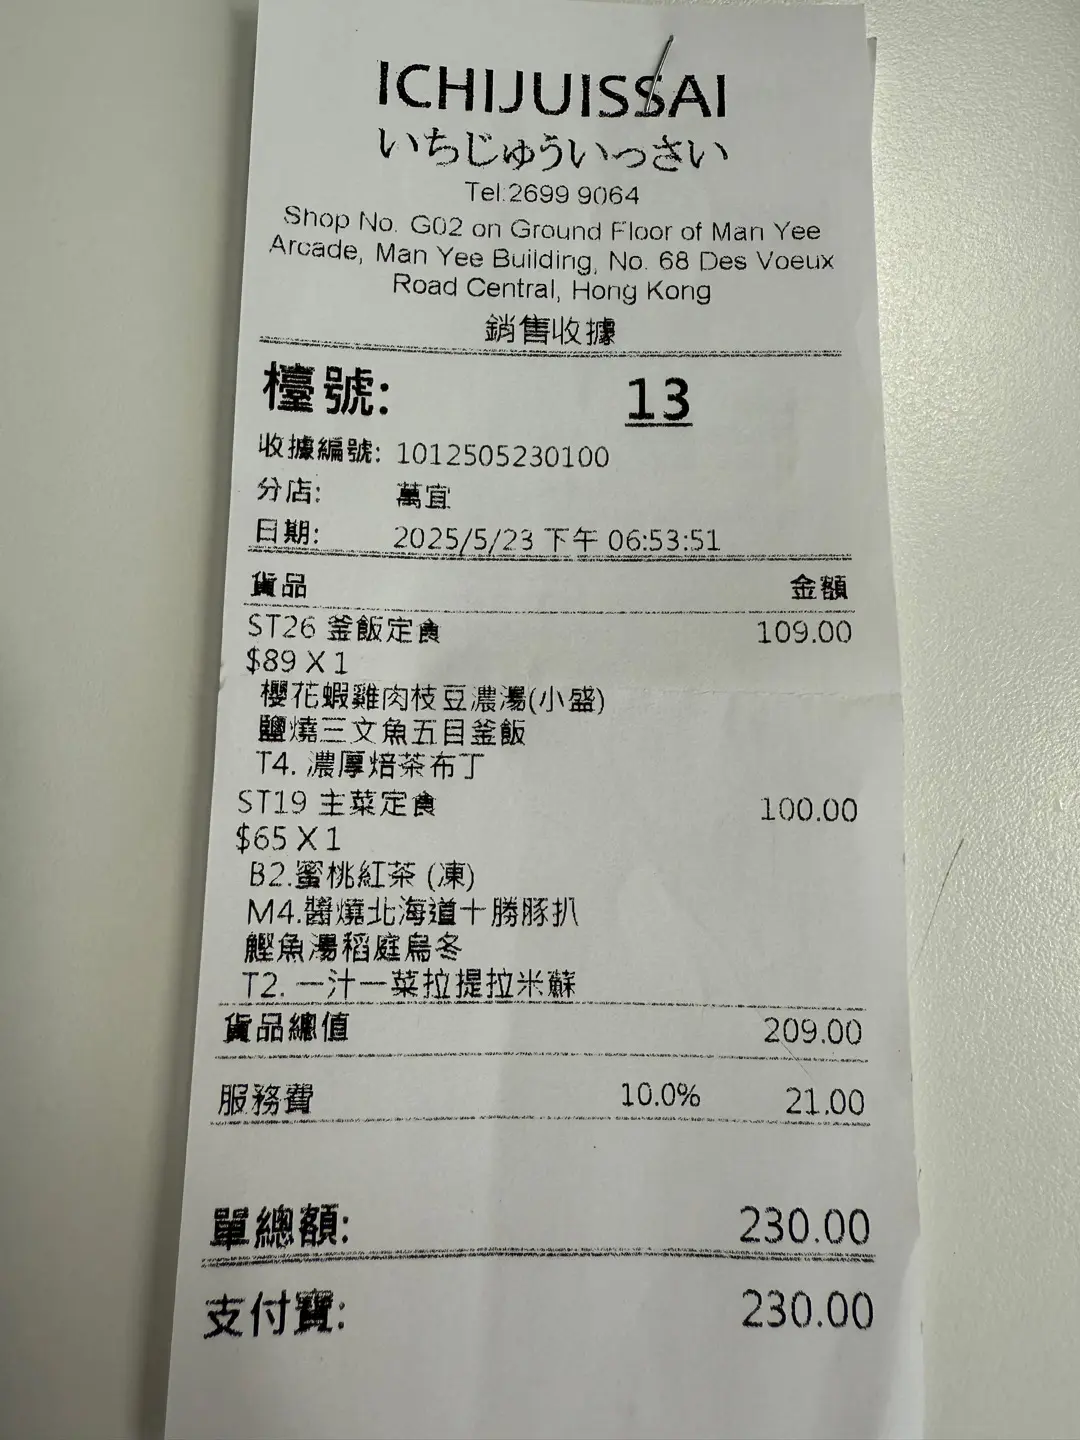 ICHIJUISSAI
いちじゅういっさい
Tel:2699 9064
Shop No. G02 on Ground Floor of Man Yee
Arcade, Man Yee Building, No. 68 Des Voeux
Road Central, Hong Kong
銷售收據
檯號: 13
收據編號: 1012505230100
分店: 萬宜
日期: 2025/5/23 下午 06:53:51
貨品 金額
ST26 釜飯定食 109.00
$89 X 1
櫻花蝦雞肉枝豆濃湯(小盛)
鹽燒三文魚五目釜飯
T4. 濃厚焙茶布丁
ST19 主菜定食 100.00
$65 X 1
B2.蜜桃紅茶 (凍)
M4.醬燒北海道十勝豚扒
鰹魚湯稻庭烏冬
T2. 一汁一菜拉提拉米蘇
貨品總值 209.00
服務費 10.0% 21.00
單總額: 230.00
支付寶: 230.00